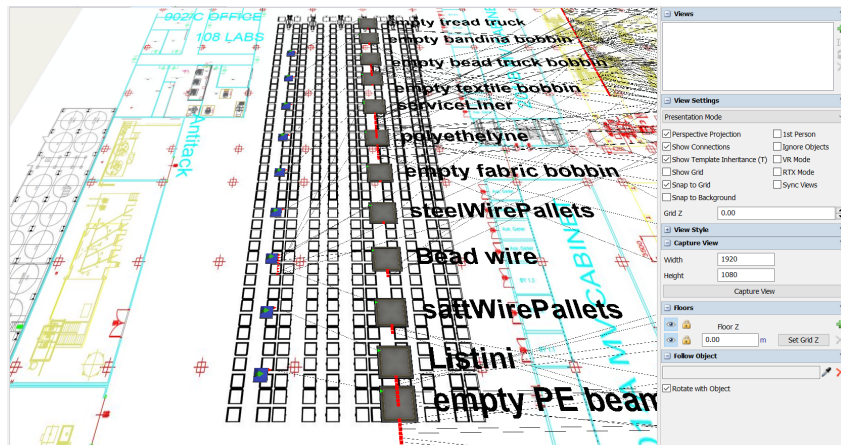 902/C OFFICE
108 LABS
Antitack
empty tread truck
empty bandina bobbin
empty bead truck bobbin
empty textile bobbin
serviceLiner
polyethelyne
empty fabric bobbin
steelWirePallets
Bead wire
sattWirePallets
Listini
empty PE beam
MV CABINE
Views
View Settings
Presentation Mode
Perspective Projection
1st Person
Show Connections
Ignore Objects
Show Template Inheritance (T)
VR Mode
Show Grid
RTX Mode
Snap to Grid
Sync Views
Snap to Background
Grid Z
0.00
View Style
Capture View
Width
1920
Height
1080
Capture View
Floors
Floor Z
0.00
m
Set Grid Z
Follow Object
Rotate with Object